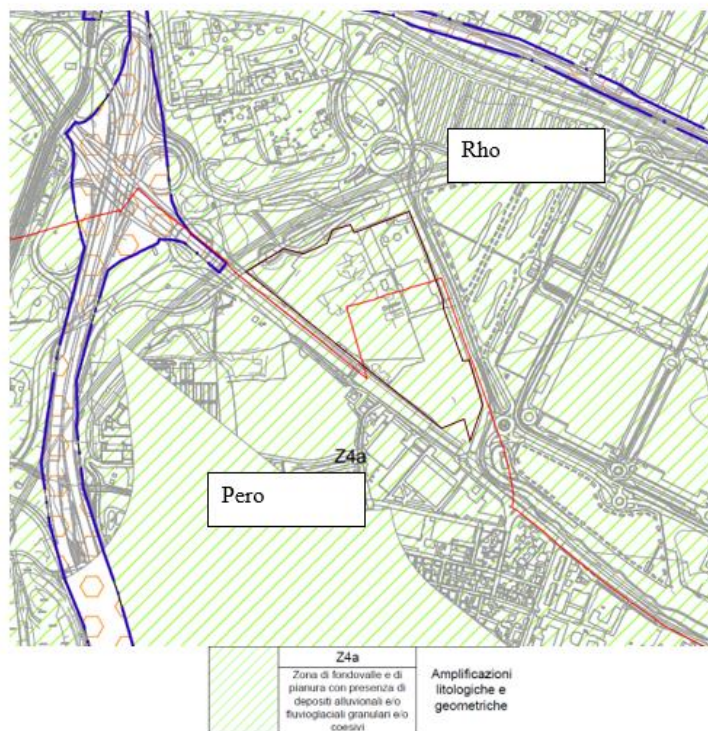 Rho
Z4a
Pero
Z4a
Zona di fondovalle e di
pianura con presenza di
depositi alluvionali e/o
fluvioglaciali granulari e/o
coesivi
Amplificazioni
litologiche e
geometriche